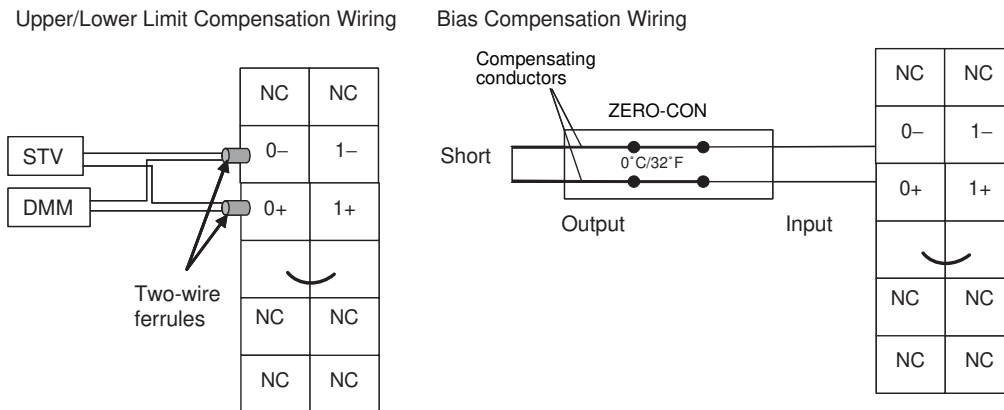 Upper/Lower Limit Compensation Wiring
NC NC
STV
0– 1–
DMM
0+ 1+
Two-wire
ferrules
NC NC
NC NC
Bias Compensation Wiring
Compensating
conductors
ZERO-CON
Short
0˚C/32˚F
Output
Input
NC NC
0– 1–
0+ 1+
NC NC
NC NC